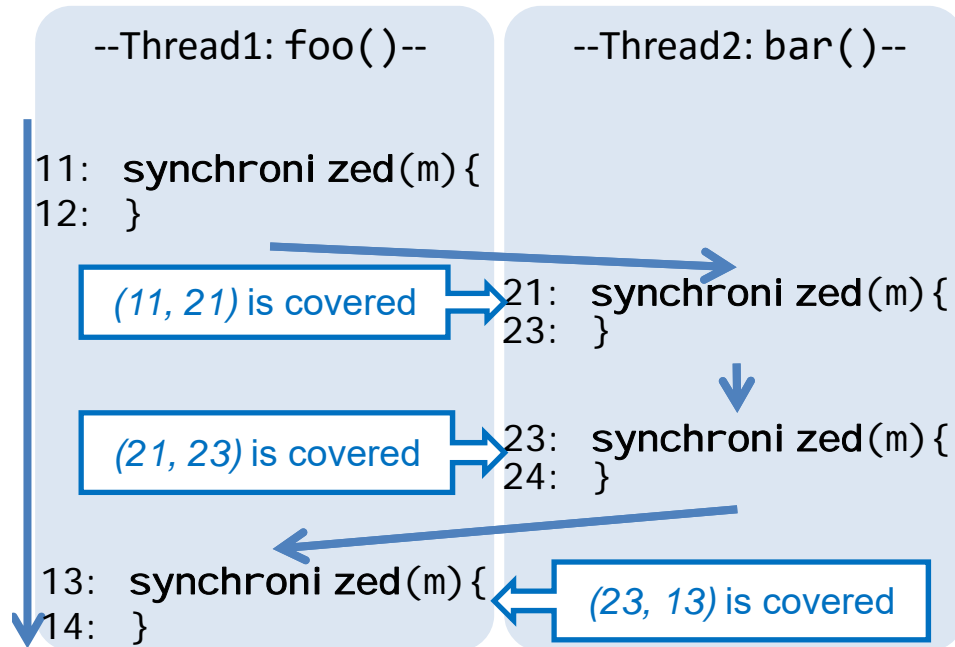 --Thread1: foo()--
--Thread2: bar()--
11: synchronized(m){
12: }
(11, 21) is covered
21: synchronized(m){
23: }
(21, 23) is covered
23: synchronized(m){
24: }
13: synchronized(m){
14: }
(23, 13) is covered